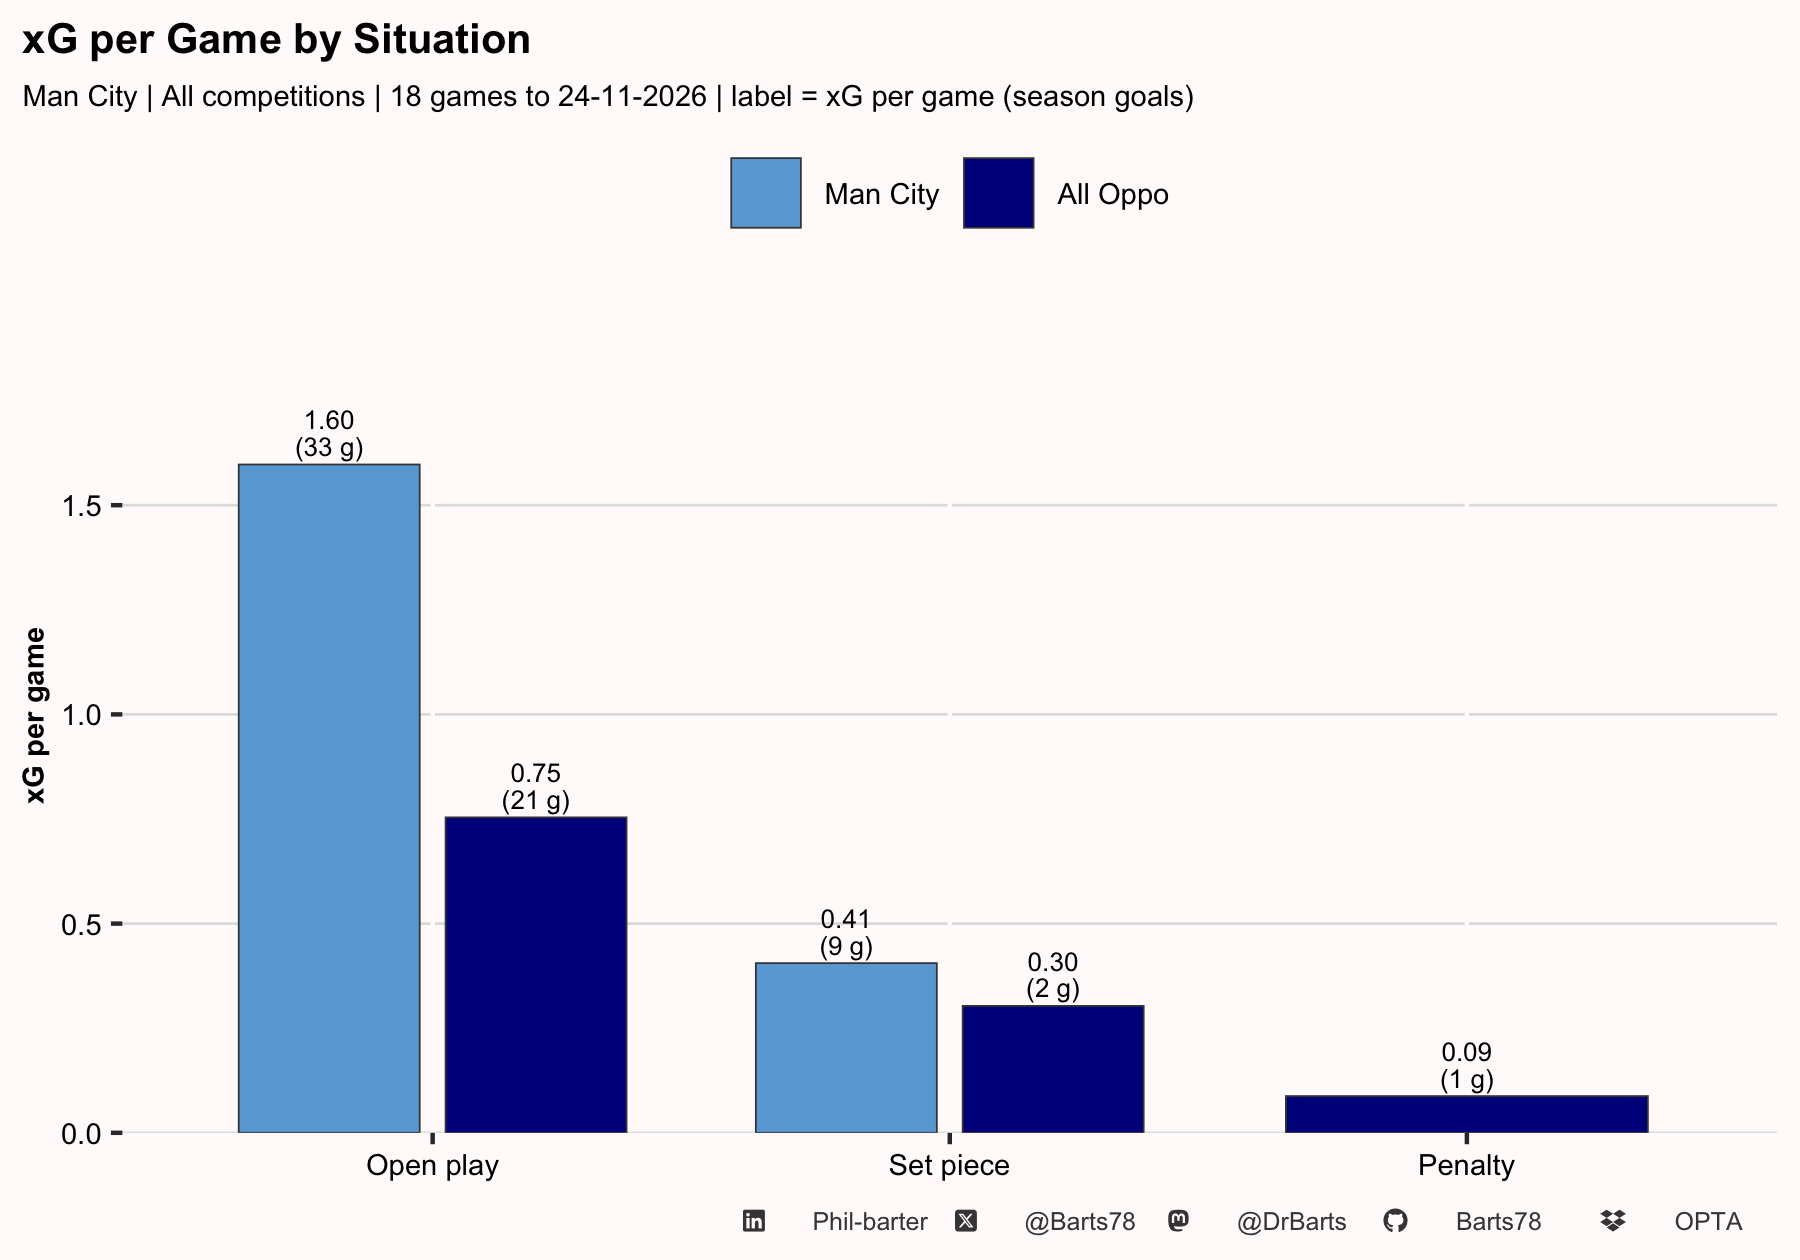 xG per Game by Situation
Man City | All competitions | 18 games to 24-11-2026 | label = xG per game (season goals)
Man City
All Oppo
xG per game
1.5
1.0
0.5
0.0
1.60
(33 g)
0.75
(21 g)
0.41
(9 g)
0.30
(2 g)
0.09
(1 g)
Open play
Set piece
Penalty
Phil-barter @Barts78 @DrBarts Barts78 OPTA